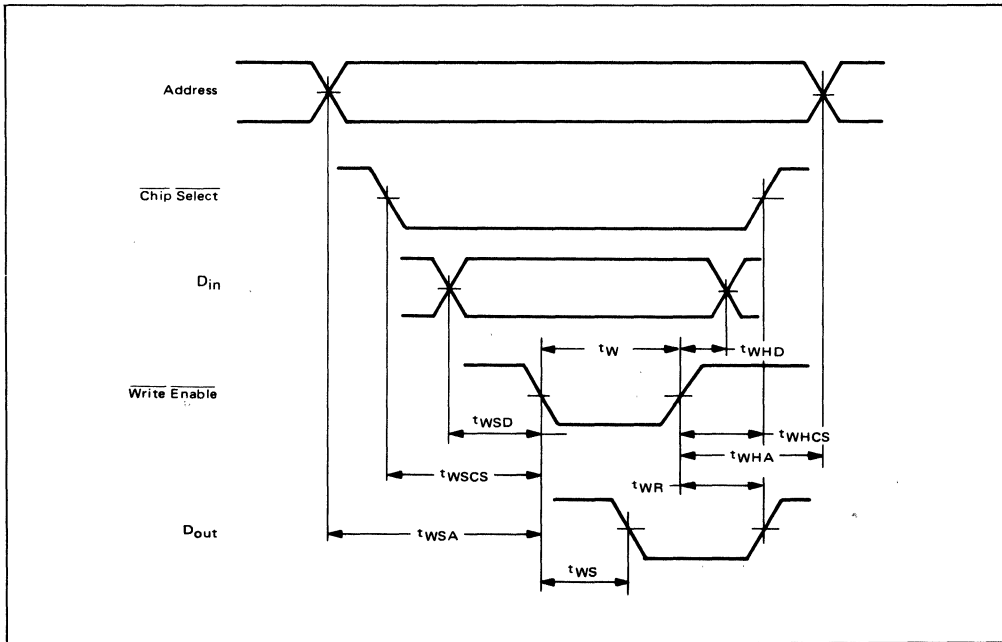 Address
Chip Select
Din
tW
tWHD
Write Enable
tWSD
tWHCS
tWHA
tWSCS
tWR
Dout
tWSA
tWS